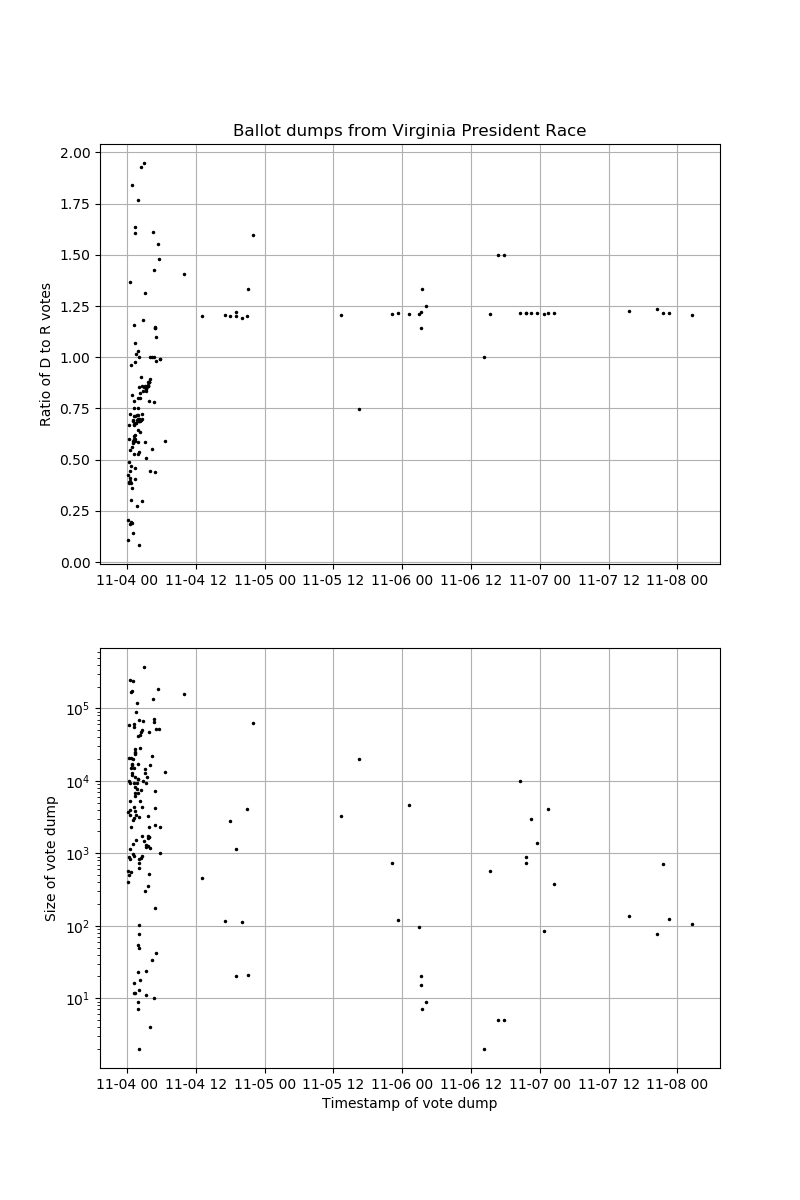 Ballot dumps from Virginia President Race
2.00
1.75
1.50
1.25
1.00
0.75
0.50
0.25
0.00
Ratio of D to R votes
11-04 00 11-04 12 11-05 00 11-05 12 11-06 00 11-06 12 11-07 00 11-07 12 11-08 00
10^5
10^4
10^3
10^2
10^1
Size of vote dump
11-04 00 11-04 12 11-05 00 11-05 12 11-06 00 11-06 12 11-07 00 11-07 12 11-08 00
Timestamp of vote dump